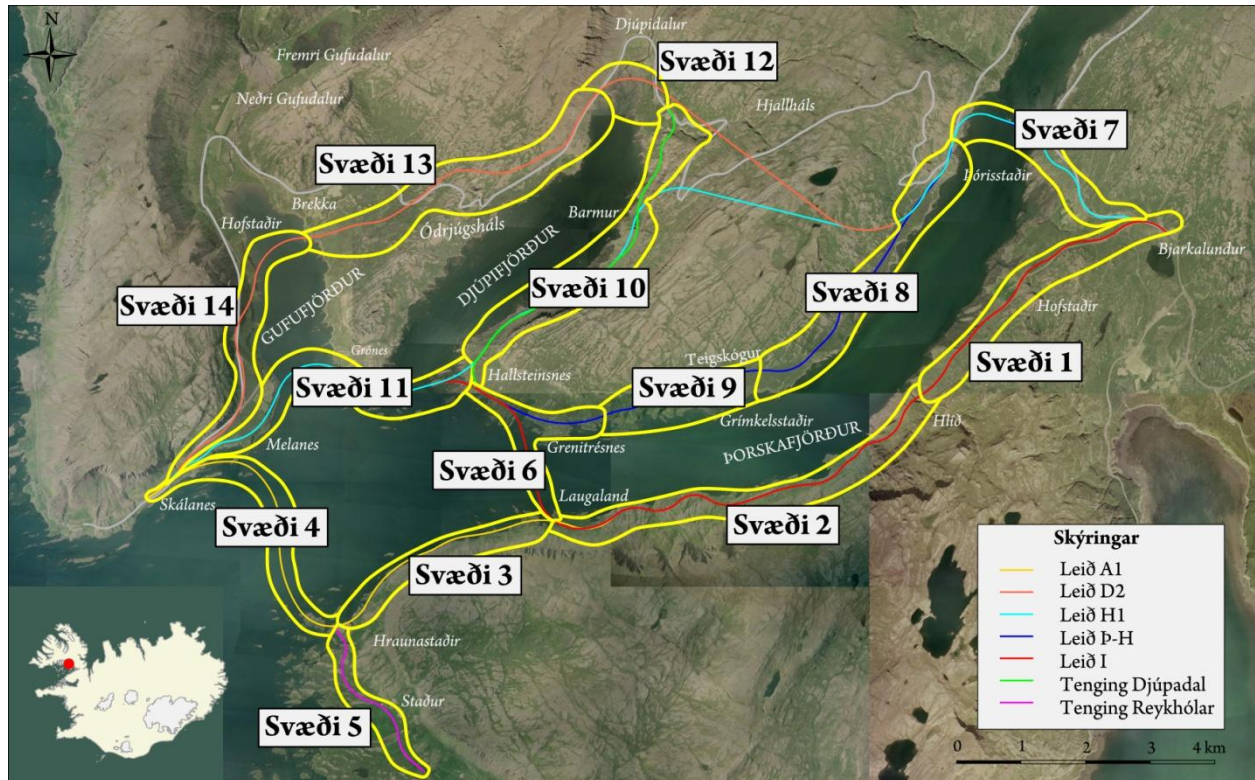 N
Djúpidalur
Fremri Gufudalur
Svæði 12
Neðri Gufudalur
Hjallháls
Svæði 7
Svæði 13
Þórisstaðir
Brekka
Hofstaðir
Barmur
Ódrjúgsháls
Bjarkalundur
DJÚPIFJÖRÐUR
GUFUFJÖRÐUR
Svæði 10
Svæði 8
Hofstaðir
Svæði 14
Grónes
Teigskógur
Svæði 1
Svæði 11
Hallsteinsnes
Svæði 9
Grímkelsstaðir
Hlíð
Melanes
Grenitrésnes
ÞORSKAFJÖRÐUR
Svæði 6
Skálanes
Laugaland
Svæði 4
Svæði 2
Svæði 3
Hraunastaðir
Staður
Svæði 5
Skýringar
Leið A1
Leið D2
Leið H1
Leið Þ-H
Leið I
Tenging Djúpadal
Tenging Reykhólar
0 1 2 3 4 km